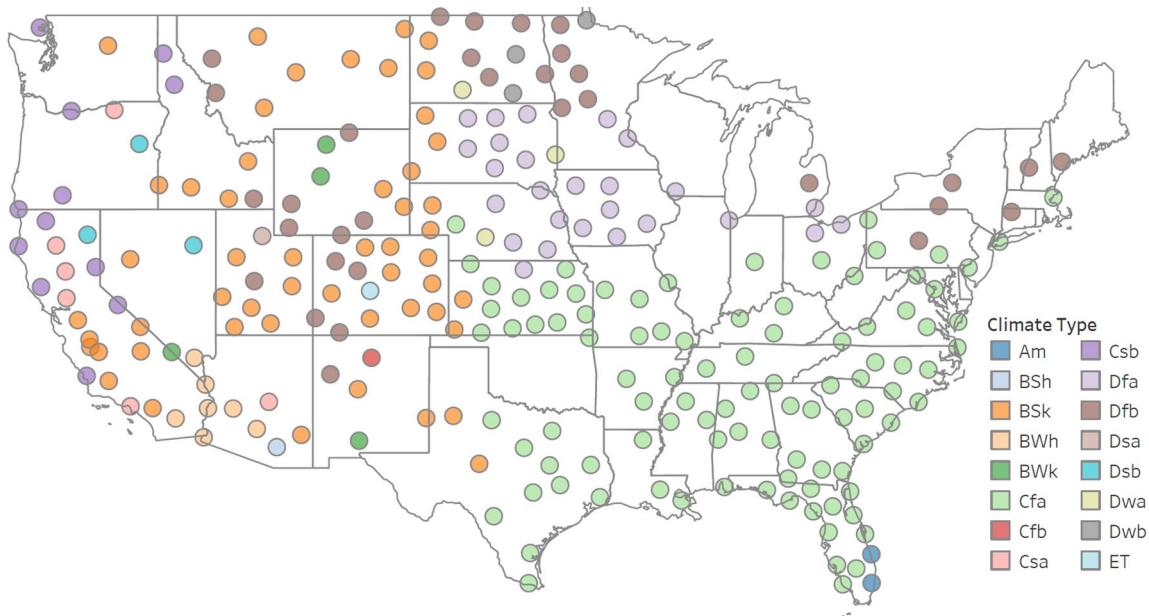 Climate Type
Am Csb
BSh Dfa
BSk Dfb
BWh Dsa
BWk Dsb
Cfa Dwa
Cfb Dwb
Csa ET